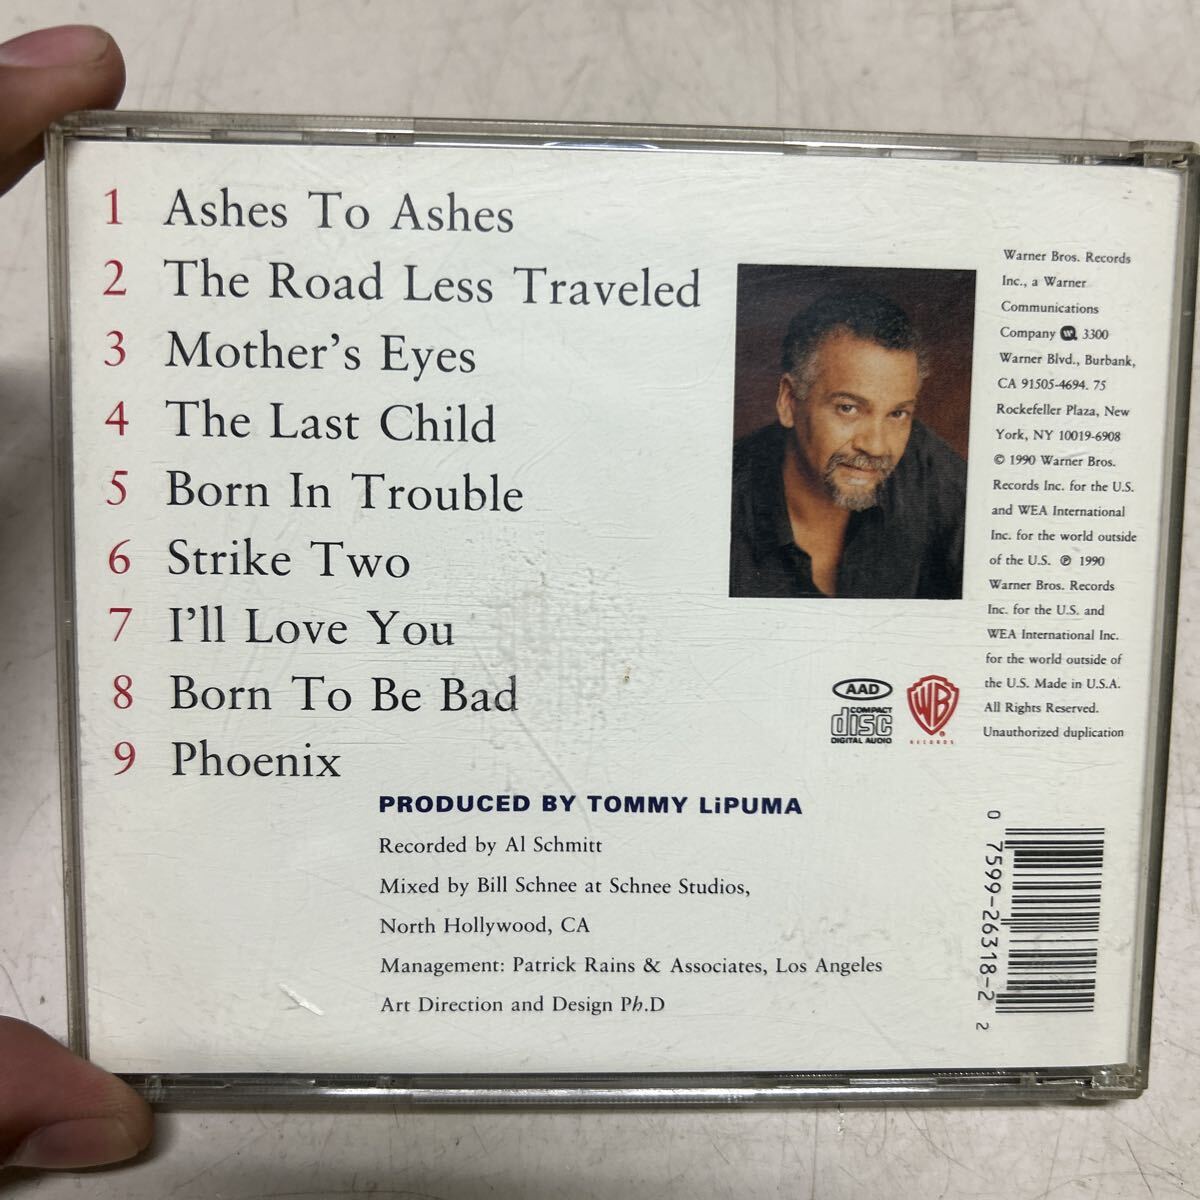 1 Ashes To Ashes
2 The Road Less Traveled
3 Mother's Eyes
4 The Last Child
5 Born In Trouble
6 Strike Two
7 I'll Love You
8 Born To Be Bad
9 Phoenix
PRODUCED BY TOMMY LiPUMA
Recorded by Al Schmitt
Mixed by Bill Schnee at Schnee Studios,
North Hollywood, CA
Management: Patrick Rains & Associates, Los Angeles
Art Direction and Design Ph.D
Warner Bros. Records
Inc., a Warner
Communications
Company 3300
Warner Blvd., Burbank,
CA 91505-4694. 75
Rockefeller Plaza, New
York, NY 10019-6908
© 1990 Warner Bros.
Records Inc. for the U.S.
and WEA International
Inc. for the world outside
of the U.S. ℗ 1990
Warner Bros. Records
Inc. for the U.S. and
WEA International Inc.
for the world outside of
the U.S. Made in U.S.A.
All Rights Reserved.
Unauthorized duplication
AAD
COMPACT
disc
DIGITAL AUDIO
WB
RECORDS
0 7599-26318-2 2